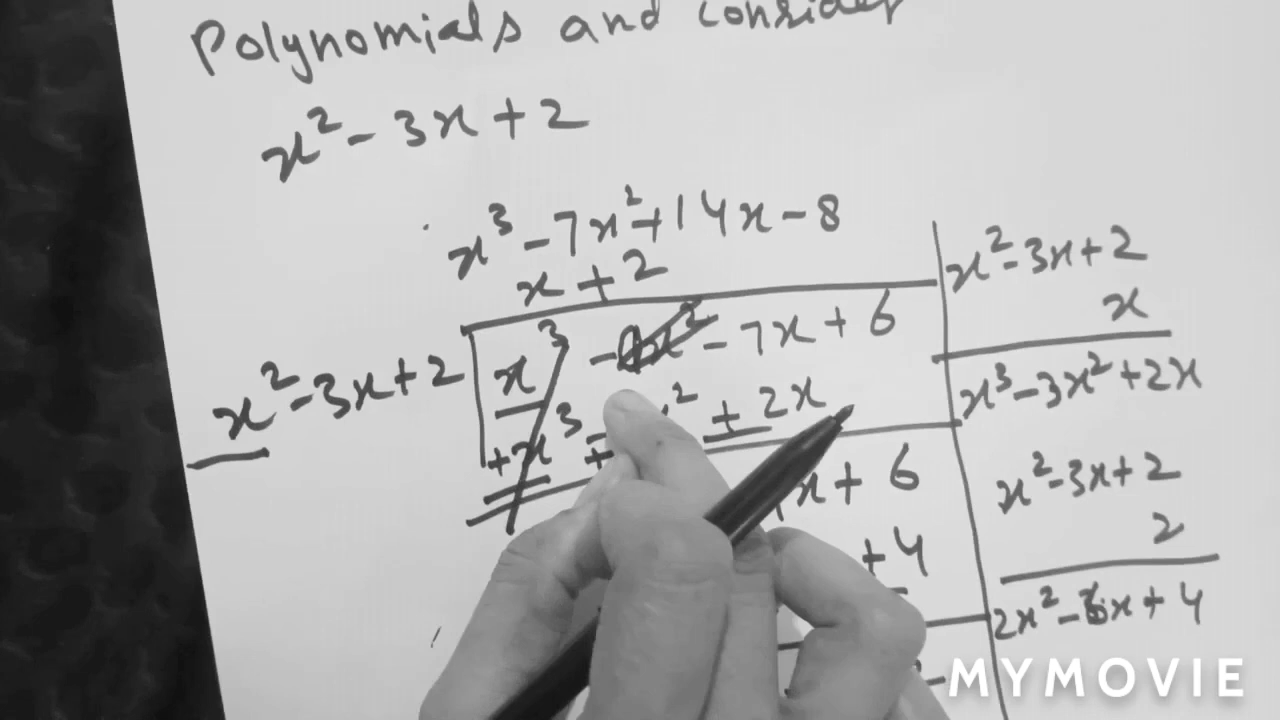 Polynomials and consider
x² - 3x + 2
x³ - 7x² + 14x - 8
x + 2
x² - 3x + 2
x³ - 7x + 6
+x³ + 2x
x + 6
+ 4
x² - 3x + 2
x
x³ - 3x² + 2x
x² - 3x + 2
2
2x² - 6x + 4
MYMOVIE